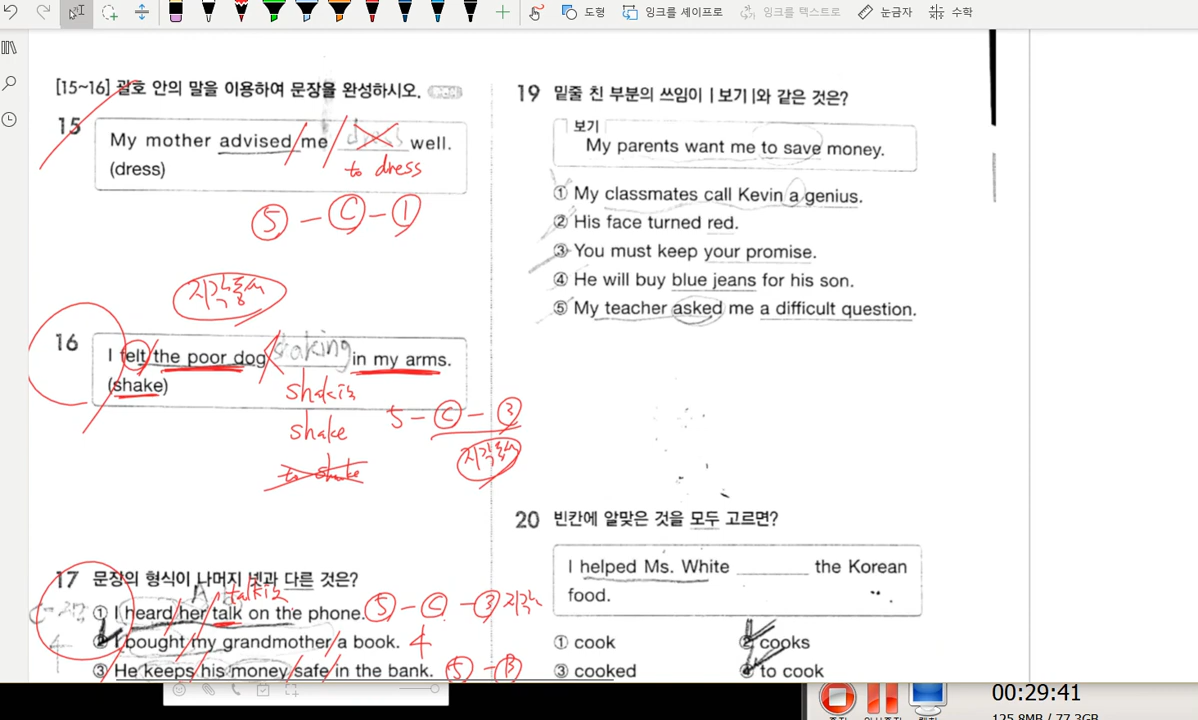 도형
잉크를 셰이프로
잉크를 텍스트로
눈금자
수학
[15~16] 괄호 안의 말을 이용하여 문장을 완성하시오.
15
My mother advised me well.
(dress)
to dress
⑤ - ⓒ - ①
지각동사
16
I felt the poor dog shaking in my arms.
(shake)
shake
5 - ⓒ - ③
지각동사
to shake
17 문장의 형식이 나머지 넷과 다른 것은?
① I heard her talk on the phone. ⑤ - ⓒ - ③ 지각
② I bought my grandmother a book. 4
③ He keeps his money safe in the bank. ⑤ - Ⓑ
19 밑줄 친 부분의 쓰임이 |보기|와 같은 것은?
보기
My parents want me to save money.
① My classmates call Kevin a genius.
② His face turned red.
③ You must keep your promise.
④ He will buy blue jeans for his son.
⑤ My teacher asked me a difficult question.
20 빈칸에 알맞은 것을 모두 고르면?
I helped Ms. White ________ the Korean
food.
① cook ② cooks
③ cooked ④ to cook
00:29:41
125.8MB / 77.3GB